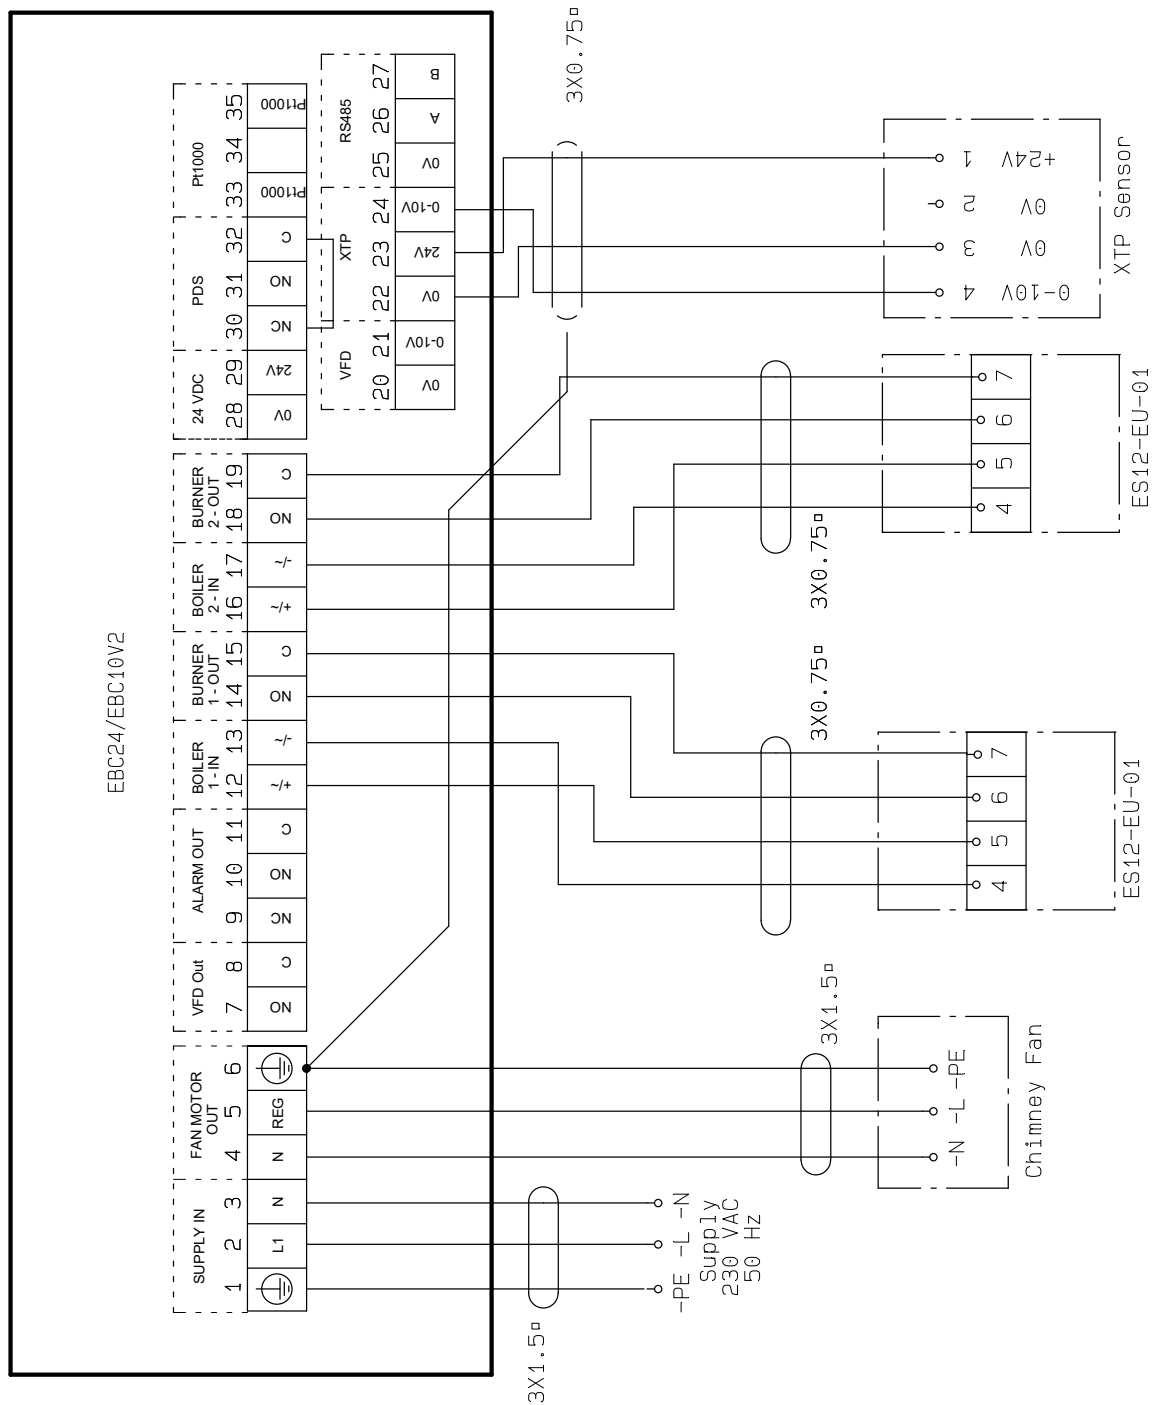 EBC24/EBC10V2
SUPPLY IN
FAN MOTOR
OUT
VFD Out
ALARM OUT
BOILER
1 - IN
BURNER
1 - OUT
BOILER
2 - IN
BURNER
2 - OUT
24 VDC
PDS
Pt1000
1 2 3 4 5 6
7 8 9 10 11 12 13 14 15 16 17 18 19
28 29 30 31 32 33 34 35
L1 N N REG
NO C NC NO C +/~ -/~ NO C +/~ -/~ NO C
0V 24V NC NO C Pt1000 Pt1000
VFD
XTP
RS485
20 21 22 23 24 25 26 27
0V 0-10V 0V 24V 0-10V 0V A B
3X1.5¤
-PE -L -N
Supply
230 VAC
50 HZ
3X1.5¤
-N -L -PE
Chimney Fan
3X0.75¤
4 5 6 7
ES12-EU-01
3X0.75¤
4 5 6 7
ES12-EU-01
3X0.75¤
1 +24V
2 0V
3 0V
4 0-10V
XTP Sensor